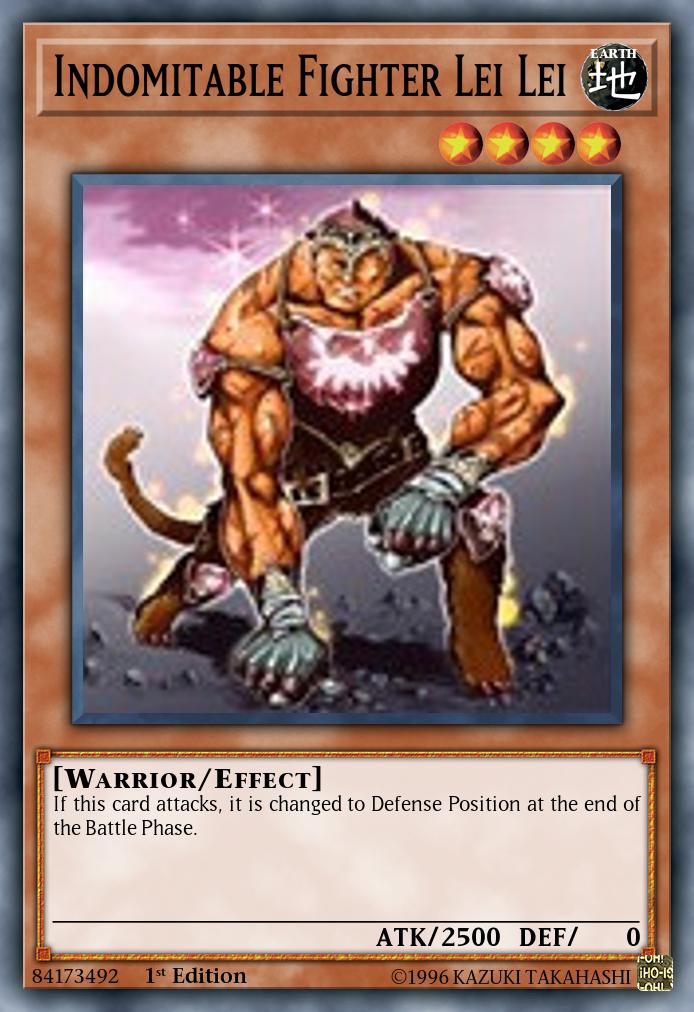 Indomitable Fighter Lei Lei
EARTH
地
[Warrior/Effect]
If this card attacks, it is changed to Defense Position at the end of
the Battle Phase.
ATK/2500 DEF/ 0
84173492 1st Edition ©1996 KAZUKI TAKAHASHI